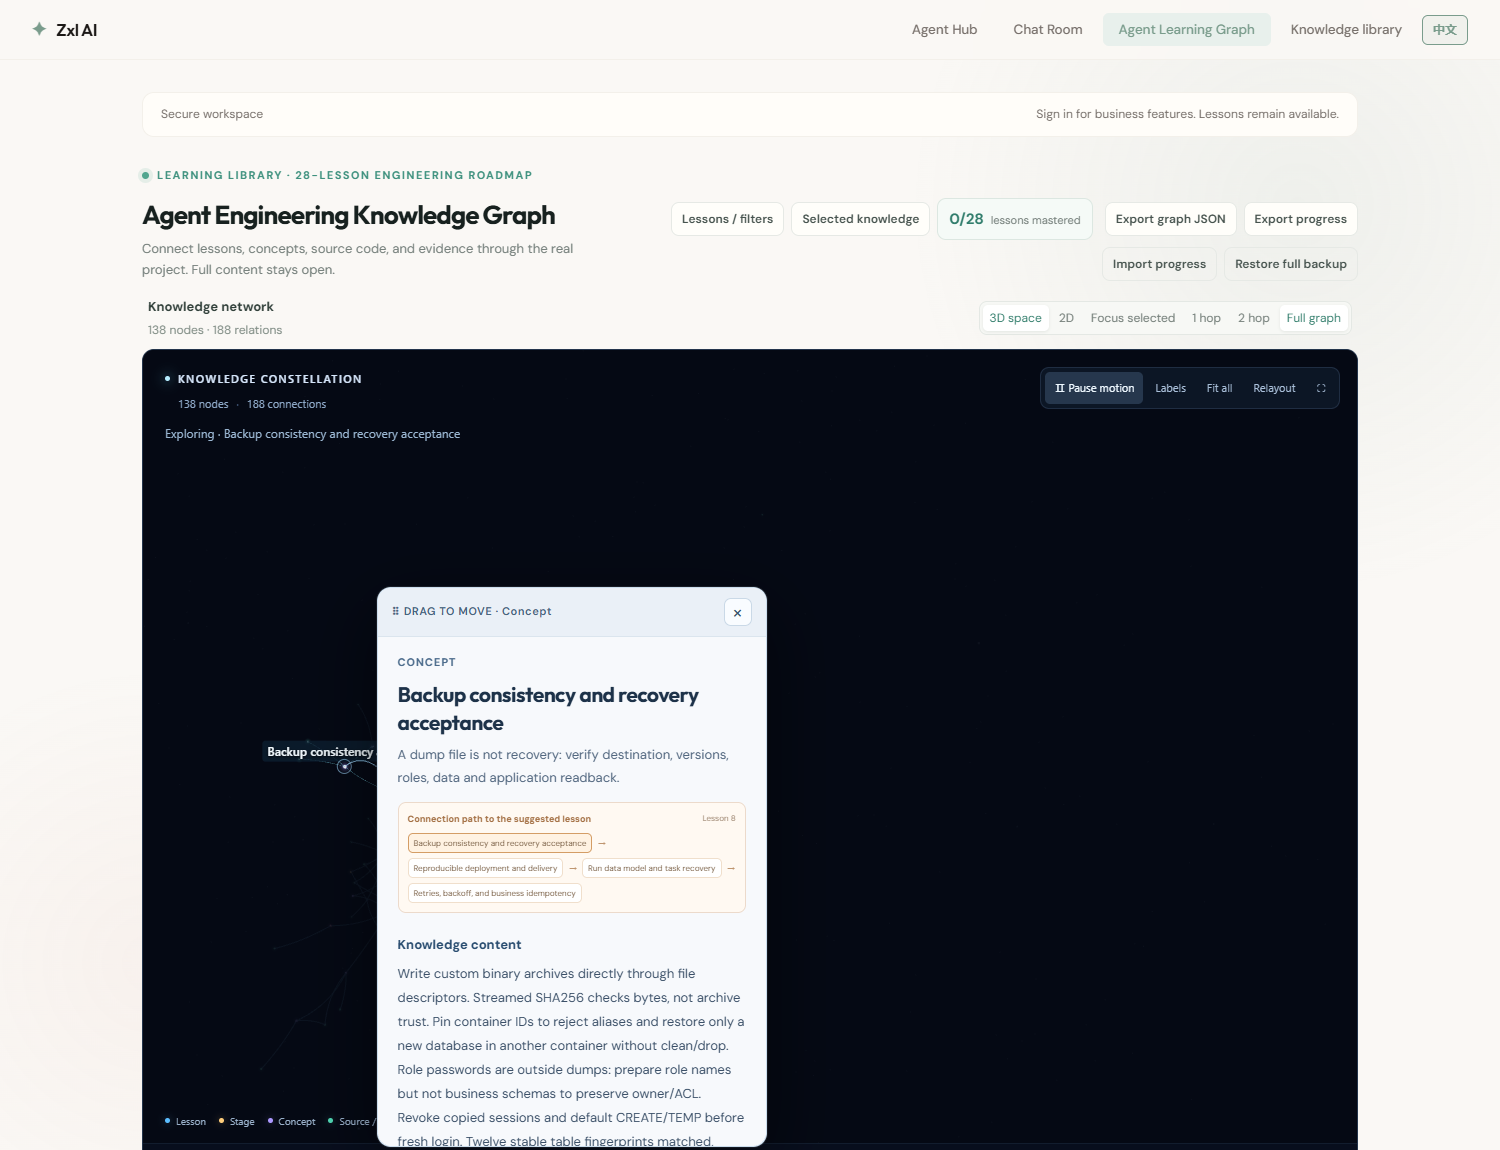 Zxl AI
Agent Hub
Chat Room
Agent Learning Graph
Knowledge library
中文
Secure workspace
Sign in for business features. Lessons remain available.
LEARNING LIBRARY · 28-LESSON ENGINEERING ROADMAP
Agent Engineering Knowledge Graph
Connect lessons, concepts, source code, and evidence through the real
project. Full content stays open.
Lessons / filters
Selected knowledge
0/28 lessons mastered
Export graph JSON
Export progress
Import progress
Restore full backup
Knowledge network
138 nodes · 188 relations
3D space
2D
Focus selected
1 hop
2 hop
Full graph
KNOWLEDGE CONSTELLATION
138 nodes · 188 connections
Exploring · Backup consistency and recovery acceptance
Pause motion
Labels
Fit all
Relayout
Backup consistency
DRAG TO MOVE · Concept
×
CONCEPT
Backup consistency and recovery
acceptance
A dump file is not recovery: verify destination, versions,
roles, data and application readback.
Connection path to the suggested lesson
Lesson 8
Backup consistency and recovery acceptance →
Reproducible deployment and delivery → Run data model and task recovery →
Retries, backoff, and business idempotency
Knowledge content
Write custom binary archives directly through file
descriptors. Streamed SHA256 checks bytes, not archive
trust. Pin container IDs to reject aliases and restore only a
new database in another container without clean/drop.
Role passwords are outside dumps: prepare role names
but not business schemas to preserve owner/ACL.
Revoke copied sessions and default CREATE/TEMP before
fresh login. Twelve stable table fingerprints matched.
Lesson
Stage
Concept
Source /